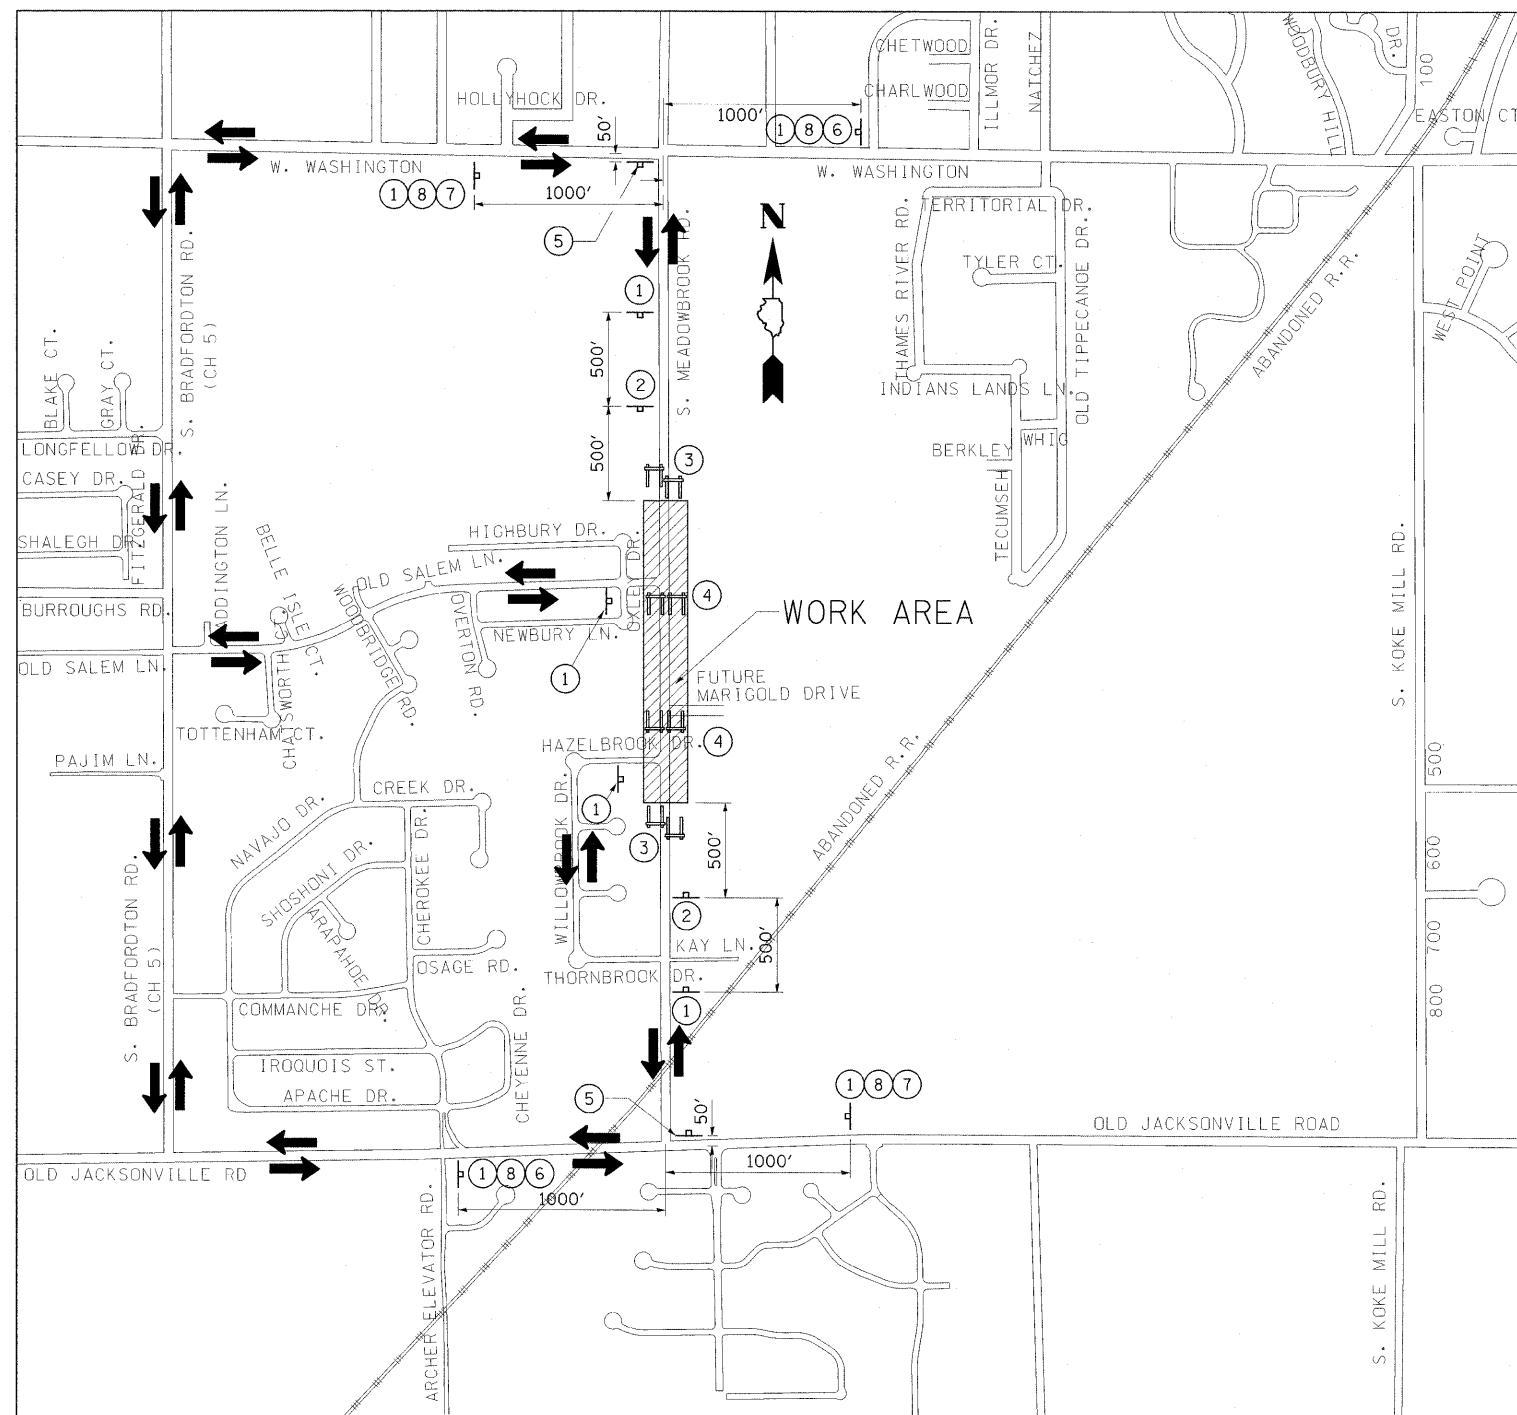 CHETWOOD
CHARLWOOD
ILLMOR DR.
NATCHEZ
WOODBURY HILL
DR.
100
EASTON CT
HOLLYHOCK DR.
1000'
1 8 6
50'
W. WASHINGTON
W. WASHINGTON
1 8 7
1000'
5
N
S. MEADOWBROOK RD.
S. BRADFORDTON RD.
(CH 5)
THAMES RIVER RD.
TERRITORIAL DR.
TYLER CT.
OLD TIPPECANOE DR.
INDIANS LANDS LN.
BERKLEY
WHIG
TECUMSEH
ABANDONED R.R.
WEST POINT
S. KOKE MILL RD.
BLAKE CT.
GRAY CT.
LONGFELLOW DR.
CASEY DR.
FITZGERALD DR.
SHALEGH DR.
BURROUGHS RD.
OLD SALEM LN.
PAJIM LN.
1
500'
2
500'
3
ADDINGTON LN.
BELLE ISLE CT.
HIGHBURY DR.
OLD SALEM LN.
OXLEY DR.
WOODBRIDGE RD.
OVERTON RD.
NEWBURY LN.
CHATSWORTH CT.
TOTTENHAM CT.
1
4
WORK AREA
FUTURE
MARIGOLD DRIVE
HAZELBROOK DR.
4
1
3
500'
2
WILLOWBROOK DR.
KAY LN.
500'
THORNBROOK DR.
1
ABANDONED R.R.
500
600
700
800
CREEK DR.
NAVAJO DR.
SHOSHONI DR.
ARAPAHOE DR.
CHEROKEE DR.
OSAGE RD.
COMMANCHE DR.
IROQUOIS ST.
APACHE DR.
CHEYENNE DR.
S. BRADFORDTON RD.
(CH 5)
5
50'
1 8 7
OLD JACKSONVILLE ROAD
OLD JACKSONVILLE RD
1 8 6
1000'
1000'
ARCHER ELEVATOR RD.
S. KOKE MILL RD.